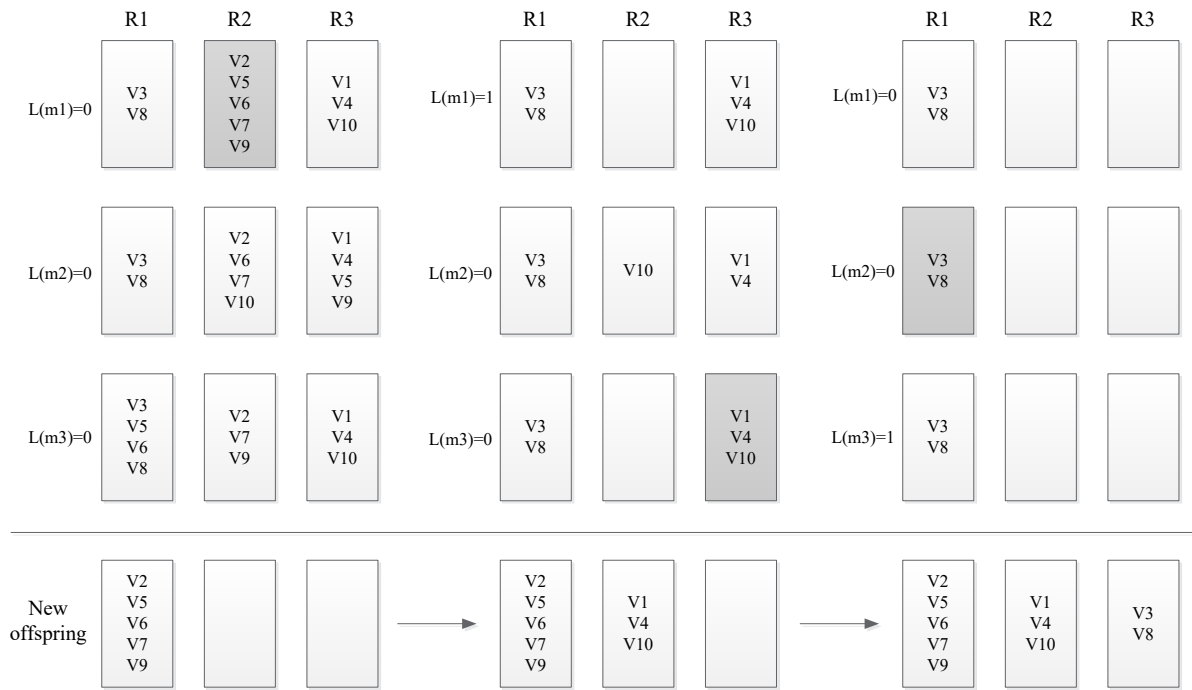 R1 R2 R3 R1 R2 R3 R1 R2 R3
L(m1)=0
V3
V8
V2
V5
V6
V7
V9
V1
V4
V10
L(m1)=1
V3
V8
V1
V4
V10
L(m1)=0
V3
V8
L(m2)=0
V3
V8
V2
V6
V7
V10
V1
V4
V5
V9
L(m2)=0
V3
V8
V10
V1
V4
L(m2)=0
V3
V8
L(m3)=0
V3
V5
V6
V8
V2
V7
V9
V1
V4
V10
L(m3)=0
V3
V8
V1
V4
V10
L(m3)=1
V3
V8
New
offspring
V2
V5
V6
V7
V9
V2
V5
V6
V7
V9
V1
V4
V10
V2
V5
V6
V7
V9
V1
V4
V10
V3
V8